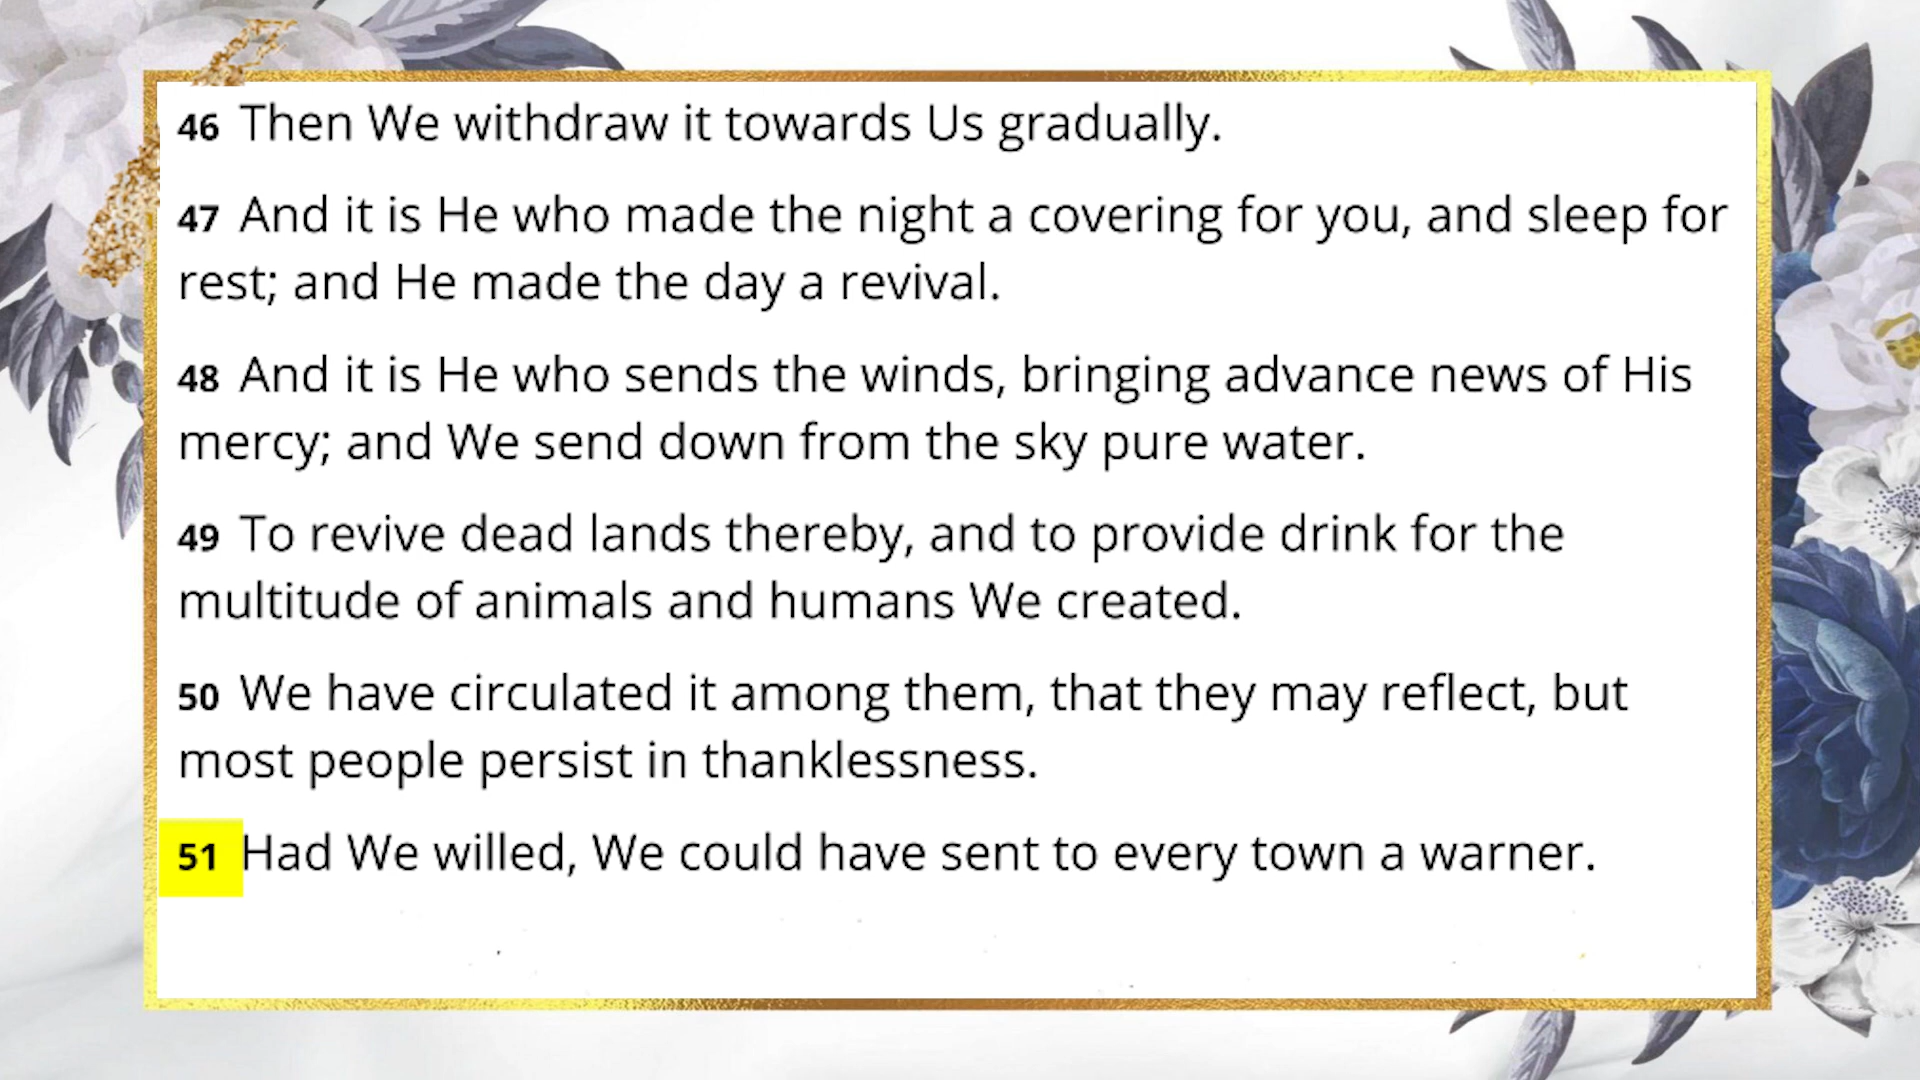 46 Then We withdraw it towards Us gradually.
47 And it is He who made the night a covering for you, and sleep for
rest; and He made the day a revival.
48 And it is He who sends the winds, bringing advance news of His
mercy; and We send down from the sky pure water.
49 To revive dead lands thereby, and to provide drink for the
multitude of animals and humans We created.
50 We have circulated it among them, that they may reflect, but
most people persist in thanklessness.
51 Had We willed, We could have sent to every town a warner.